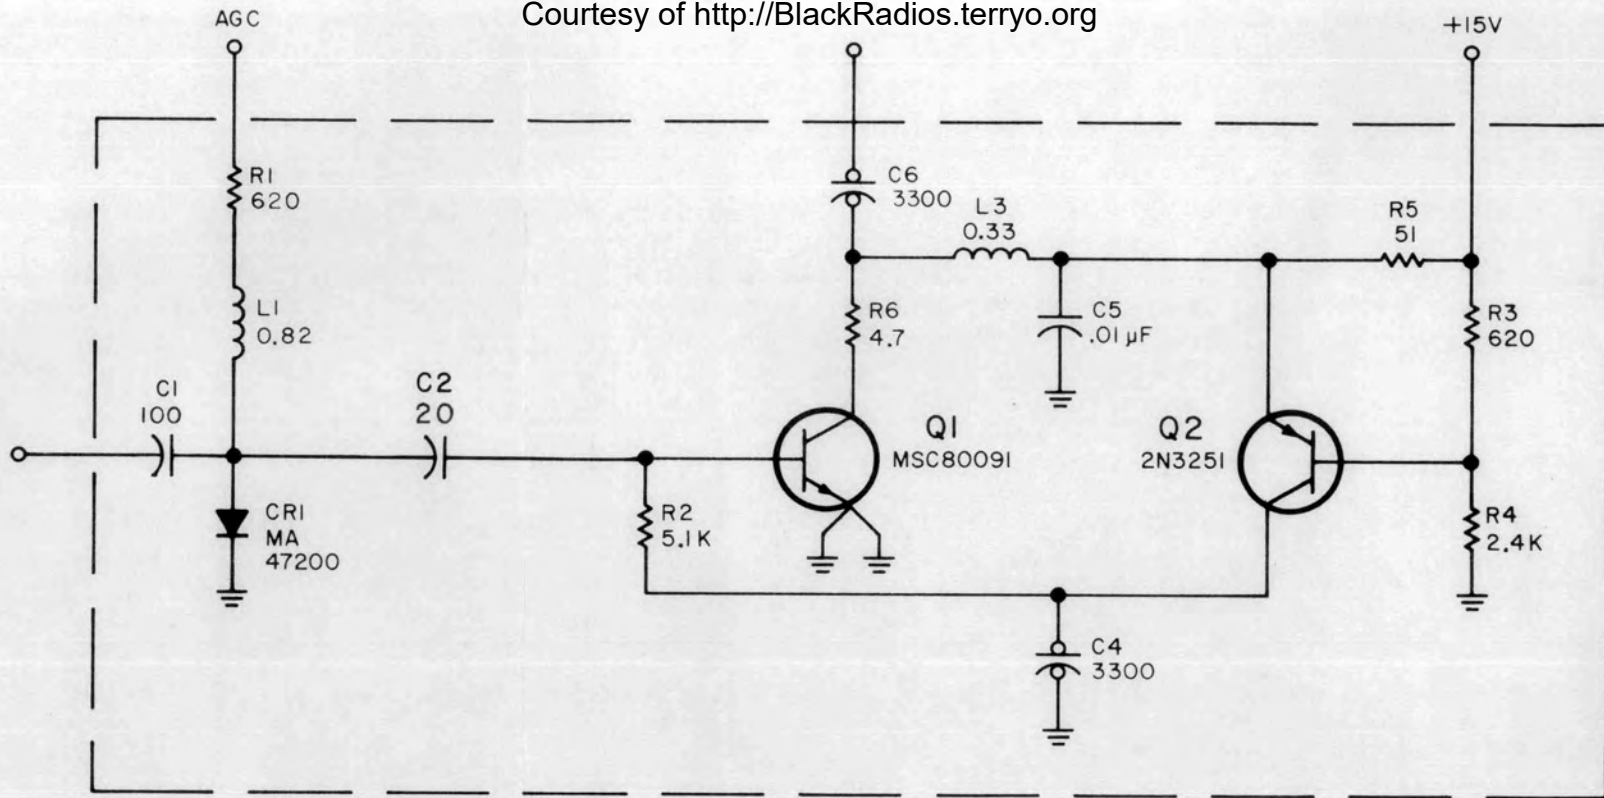 Courtesy of http://BlackRadios.terryo.org
AGC
+15V
R1
620
C6
3300
L3
0.33
R5
51
L1
0.82
R6
4.7
C5
.01µF
R3
620
C1
100
C2
20
Q1
MSC80091
Q2
2N3251
CR1
MA
47200
R2
5.1K
R4
2.4K
C4
3300